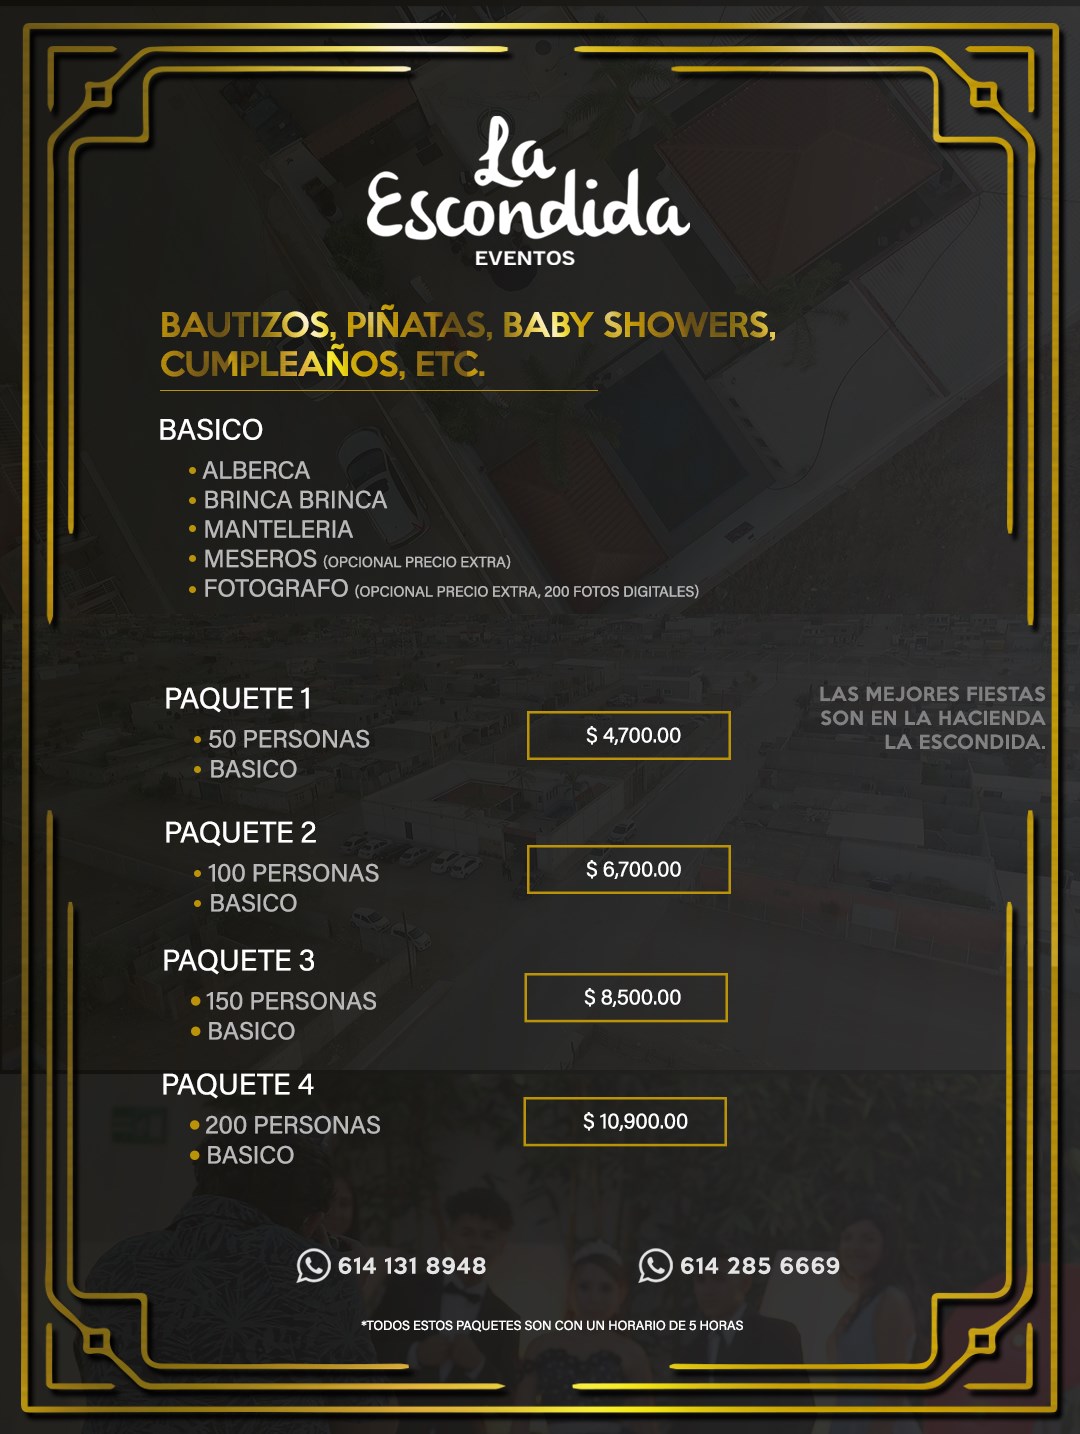 La
Escondida
EVENTOS
BAUTIZOS, PIÑATAS, BABY SHOWERS,
CUMPLEAÑOS, ETC.
BASICO
• ALBERCA
• BRINCA BRINCA
• MANTELERIA
• MESEROS (OPCIONAL PRECIO EXTRA)
• FOTOGRAFO (OPCIONAL PRECIO EXTRA, 200 FOTOS DIGITALES)
PAQUETE 1
• 50 PERSONAS
• BASICO
$ 4,700.00
LAS MEJORES FIESTAS
SON EN LA HACIENDA
LA ESCONDIDA.
PAQUETE 2
• 100 PERSONAS
• BASICO
$ 6,700.00
PAQUETE 3
• 150 PERSONAS
• BASICO
$ 8,500.00
PAQUETE 4
• 200 PERSONAS
• BASICO
$ 10,900.00
614 131 8948
614 285 6669
*TODOS ESTOS PAQUETES SON CON UN HORARIO DE 5 HORAS